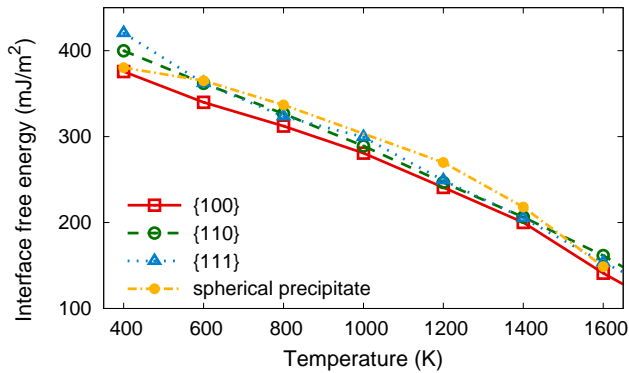 Interface free energy (mJ/m²)
400
300
200
100
{100}
{110}
{111}
spherical precipitate
400 600 800 1000 1200 1400 1600
Temperature (K)